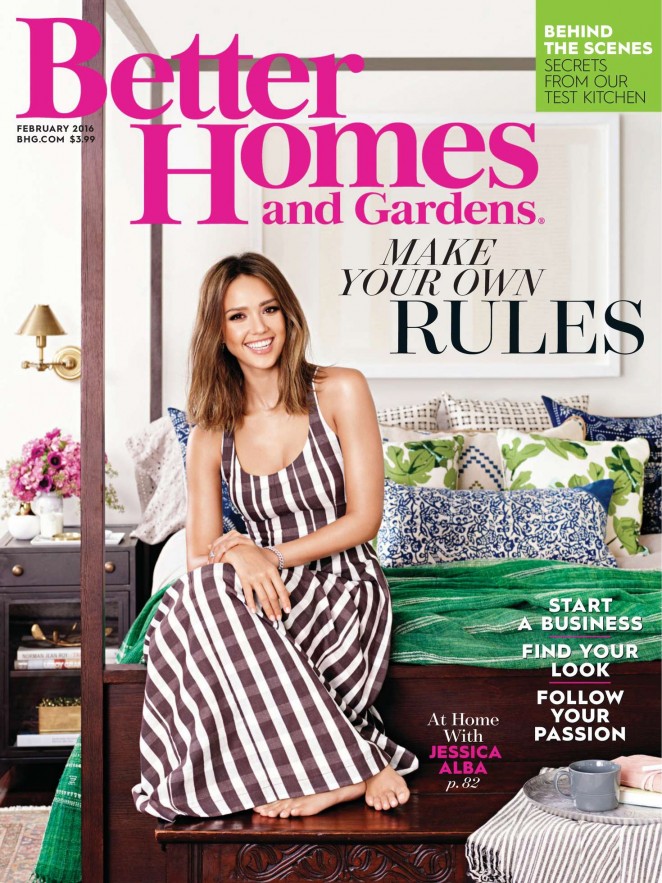 Better
Homes
and Gardens®
FEBRUARY 2016
BHG.COM $3.99
BEHIND
THE SCENES
SECRETS
FROM OUR
TEST KITCHEN
MAKE
YOUR OWN
RULES
START
A BUSINESS
FIND YOUR
LOOK
FOLLOW
YOUR
PASSION
At Home
With
JESSICA
ALBA
p. 82